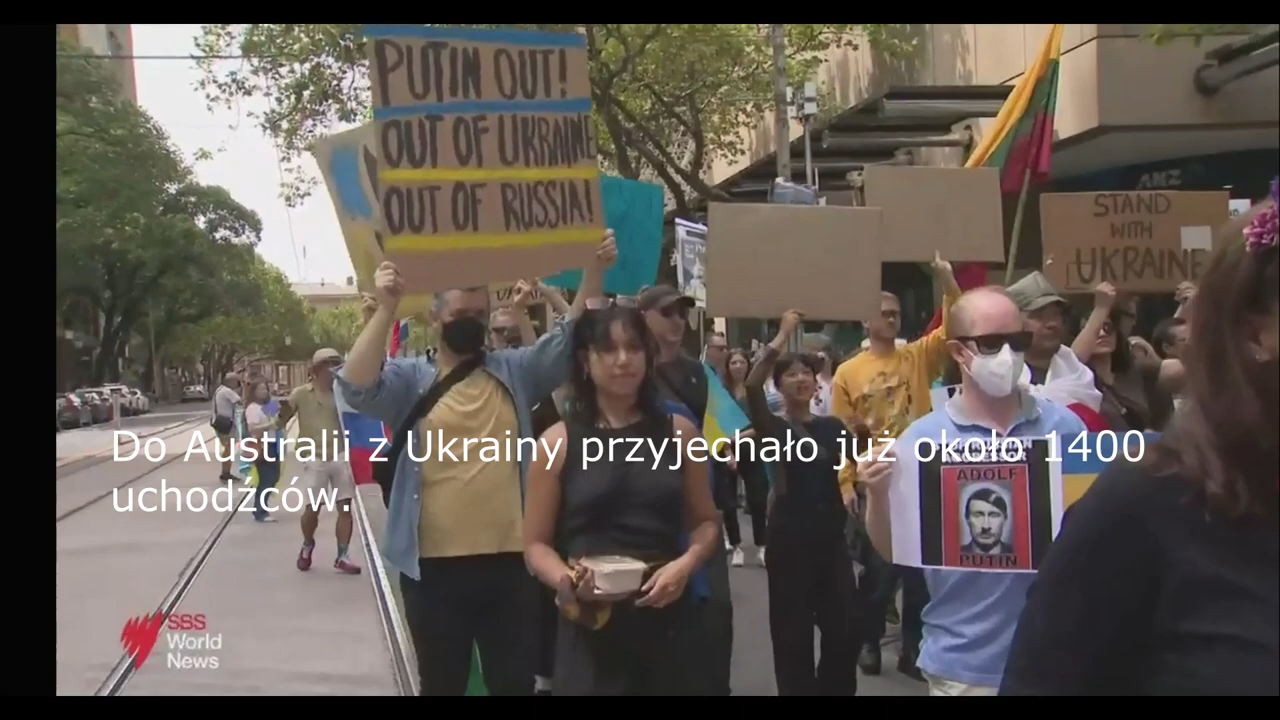 PUTIN OUT!
OUT OF UKRAINE
OUT OF RUSSIA!
ANZ
STAND
WITH
UKRAINE
Do Australii z Ukrainy przyjechało już około 1400
uchodźców.
ADOLF
PUTIN
SBS
World
News